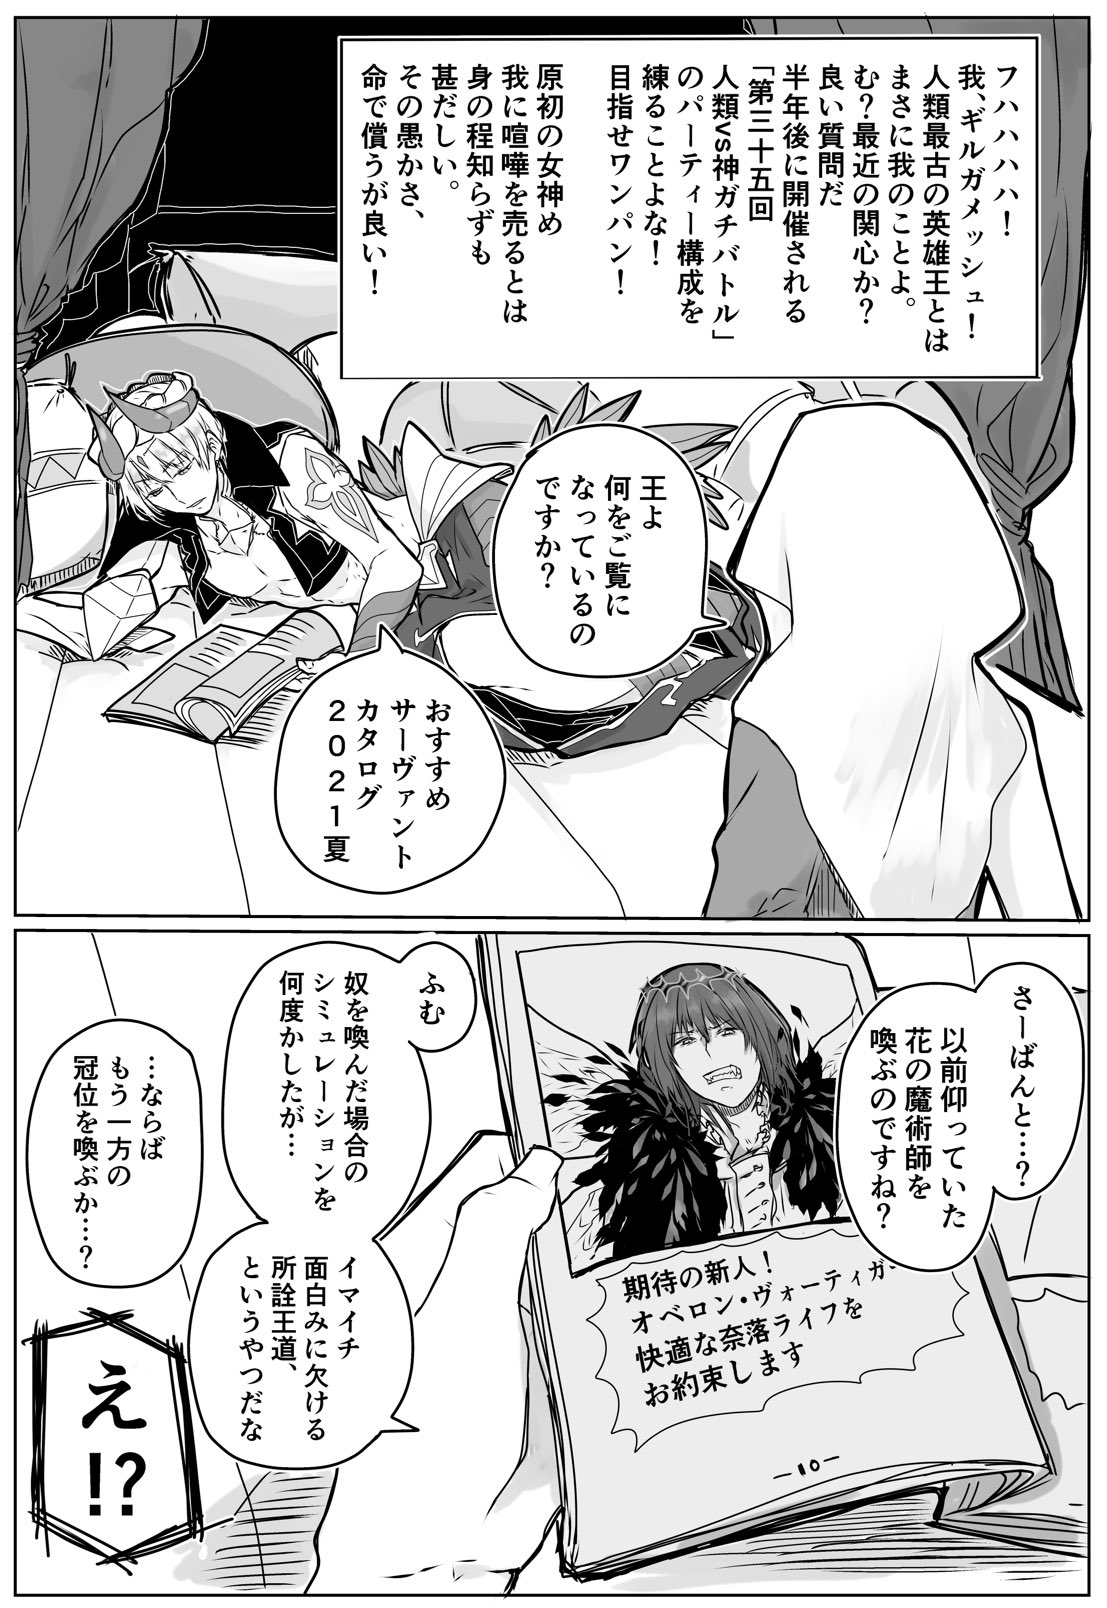 フハハハハ！
我、ギルガメッシュ！
人類最古の英雄王とは
まさに我のことよ。
む？最近の関心か？
良い質問だ
半年後に開催される
「第三十五回
人類vs神ガチバトル」
のパーティー構成を
練ることよな！
目指せワンパン！
原初の女神め
我に喧嘩を売るとは
身の程知らずも
甚だしい。
その愚かさ、
命で償うが良い！
王よ
何をご覧に
なっているの
ですか？
おすすめ
サーヴァント
カタログ
２０２１夏
さーばんと…？
以前仰っていた
花の魔術師を
喚ぶのですね？
期待の新人！
オベロン・ヴォーティガー
快適な奈落ライフを
お約束します
－10－
ふむ
奴を喚んだ場合の
シミュレーションを
何度かしたが…
イマイチ
面白みに欠ける
所詮王道、
というやつだな
…ならば
もう一方の
冠位を喚ぶか…？
え!?